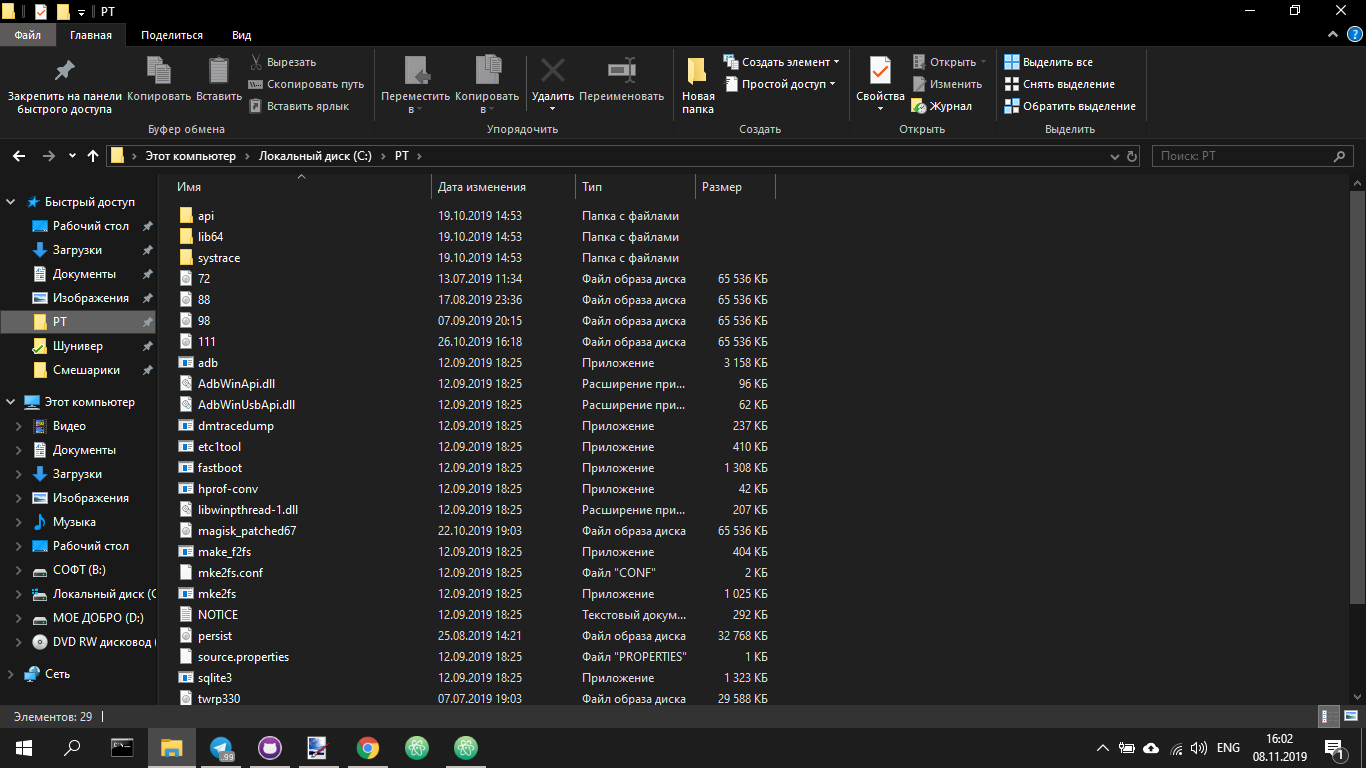 PT
Файл Главная Поделиться Вид
Закрепить на панели быстрого доступа
Копировать
Вставить
Вырезать
Скопировать путь
Вставить ярлык
Буфер обмена
Переместить в
Копировать в
Удалить
Переименовать
Упорядочить
Новая папка
Создать элемент
Простой доступ
Создать
Свойства
Открыть
Изменить
Журнал
Открыть
Выделить все
Снять выделение
Обратить выделение
Выделить
Этот компьютер Локальный диск (C:) PT
Поиск: PT
Быстрый доступ
Рабочий стол
Загрузки
Документы
Изображения
PT
Шунивер
Смешарики
Этот компьютер
Видео
Документы
Загрузки
Изображения
Музыка
Рабочий стол
СОФТ (B:)
Локальный диск (C
МОЕ ДОБРО (D:)
DVD RW дисковод (
Сеть
Имя Дата изменения Тип Размер
api 19.10.2019 14:53 Папка с файлами
lib64 19.10.2019 14:53 Папка с файлами
systrace 19.10.2019 14:53 Папка с файлами
72 13.07.2019 11:34 Файл образа диска 65 536 КБ
88 17.08.2019 23:36 Файл образа диска 65 536 КБ
98 07.09.2019 20:15 Файл образа диска 65 536 КБ
111 26.10.2019 16:18 Файл образа диска 65 536 КБ
adb 12.09.2019 18:25 Приложение 3 158 КБ
AdbWinApi.dll 12.09.2019 18:25 Расширение при... 96 КБ
AdbWinUsbApi.dll 12.09.2019 18:25 Расширение при... 62 КБ
dmtracedump 12.09.2019 18:25 Приложение 237 КБ
etc1tool 12.09.2019 18:25 Приложение 410 КБ
fastboot 12.09.2019 18:25 Приложение 1 308 КБ
hprof-conv 12.09.2019 18:25 Приложение 42 КБ
libwinpthread-1.dll 12.09.2019 18:25 Расширение при... 207 КБ
magisk_patched67 22.10.2019 19:03 Файл образа диска 65 536 КБ
make_f2fs 12.09.2019 18:25 Приложение 404 КБ
mke2fs.conf 12.09.2019 18:25 Файл "CONF" 2 КБ
mke2fs 12.09.2019 18:25 Приложение 1 025 КБ
NOTICE 12.09.2019 18:25 Текстовый докум... 292 КБ
persist 25.08.2019 14:21 Файл образа диска 32 768 КБ
source.properties 12.09.2019 18:25 Файл "PROPERTIES" 1 КБ
sqlite3 12.09.2019 18:25 Приложение 1 323 КБ
twrp330 07.07.2019 19:03 Файл образа диска 29 588 КБ
Элементов: 29
99
ENG
16:02
08.11.2019
1